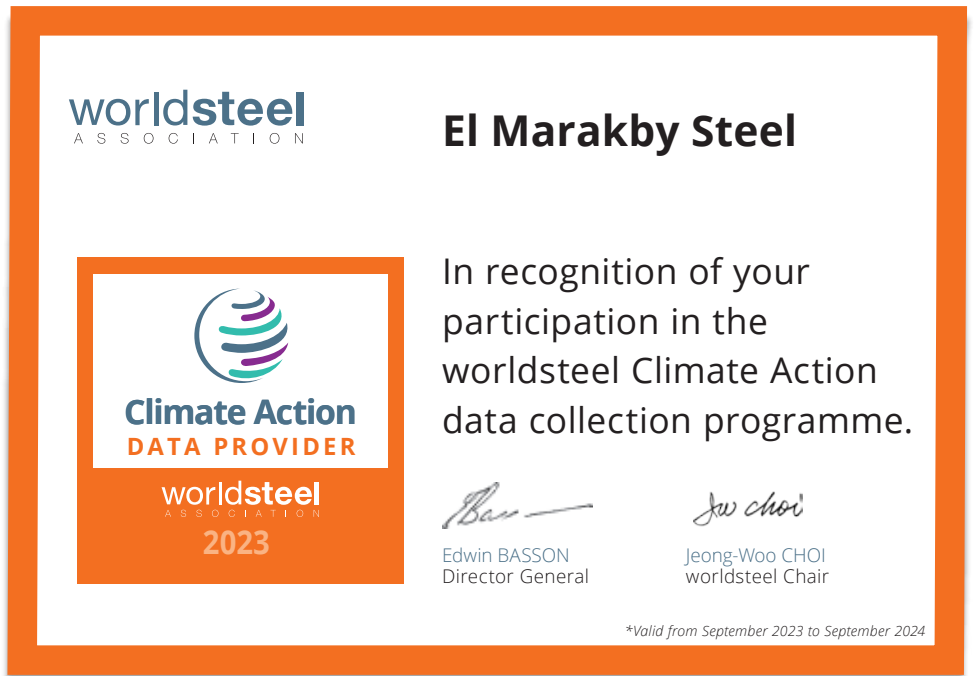 worldsteel
ASSOCIATION
El Marakby Steel
In recognition of your
participation in the
worldsteel Climate Action
data collection programme.
Climate Action
DATA PROVIDER
worldsteel
ASSOCIATION
2023
Edwin BASSON
Director General
Jw choi
Jeong-Woo CHOI
worldsteel Chair
*Valid from September 2023 to September 2024